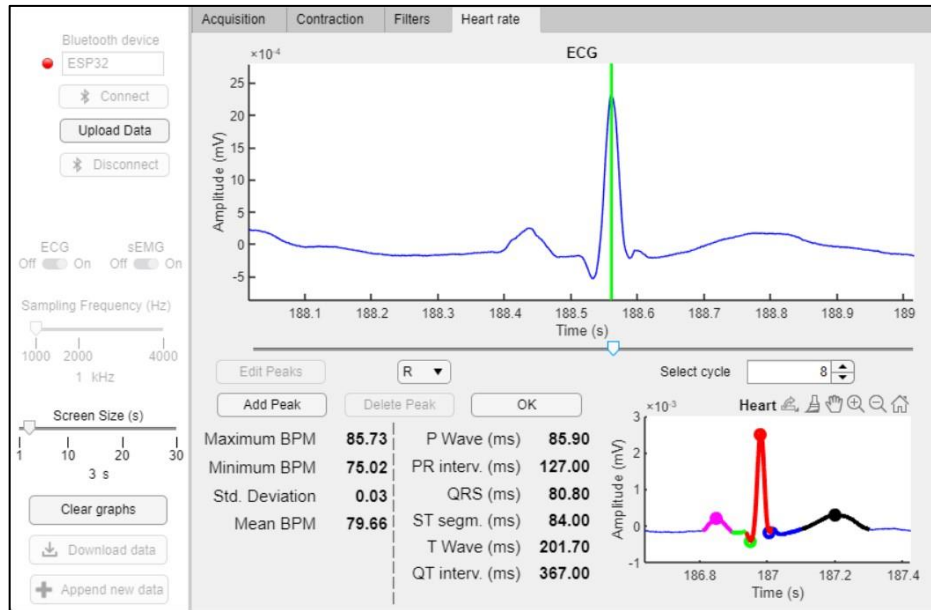 Acquisition Contraction Filters Heart rate
Bluetooth device
ESP32
Connect
Upload Data
Disconnect
ECG sEMG
Off On Off On
Sampling Frequency (Hz)
1000 2000 4000
1 kHz
Screen Size (s)
1 10 20 30
3 s
Clear graphs
Download data
Append new data
ECG
×10⁻⁴
Amplitude (mV)
25
20
15
10
5
0
-5
188.1 188.2 188.3 188.4 188.5 188.6 188.7 188.8 188.9 189
Time (s)
Edit Peaks R Select cycle 8
Add Peak Delete Peak OK
Maximum BPM 85.73
Minimum BPM 75.02
Std. Deviation 0.03
Mean BPM 79.66
P Wave (ms) 85.90
PR interv. (ms) 127.00
QRS (ms) 80.80
ST segm. (ms) 84.00
T Wave (ms) 201.70
QT interv. (ms) 367.00
×10⁻³ Heart
Amplitude (mV)
3
2
1
0
-1
186.8 187 187.2 187.4
Time (s)